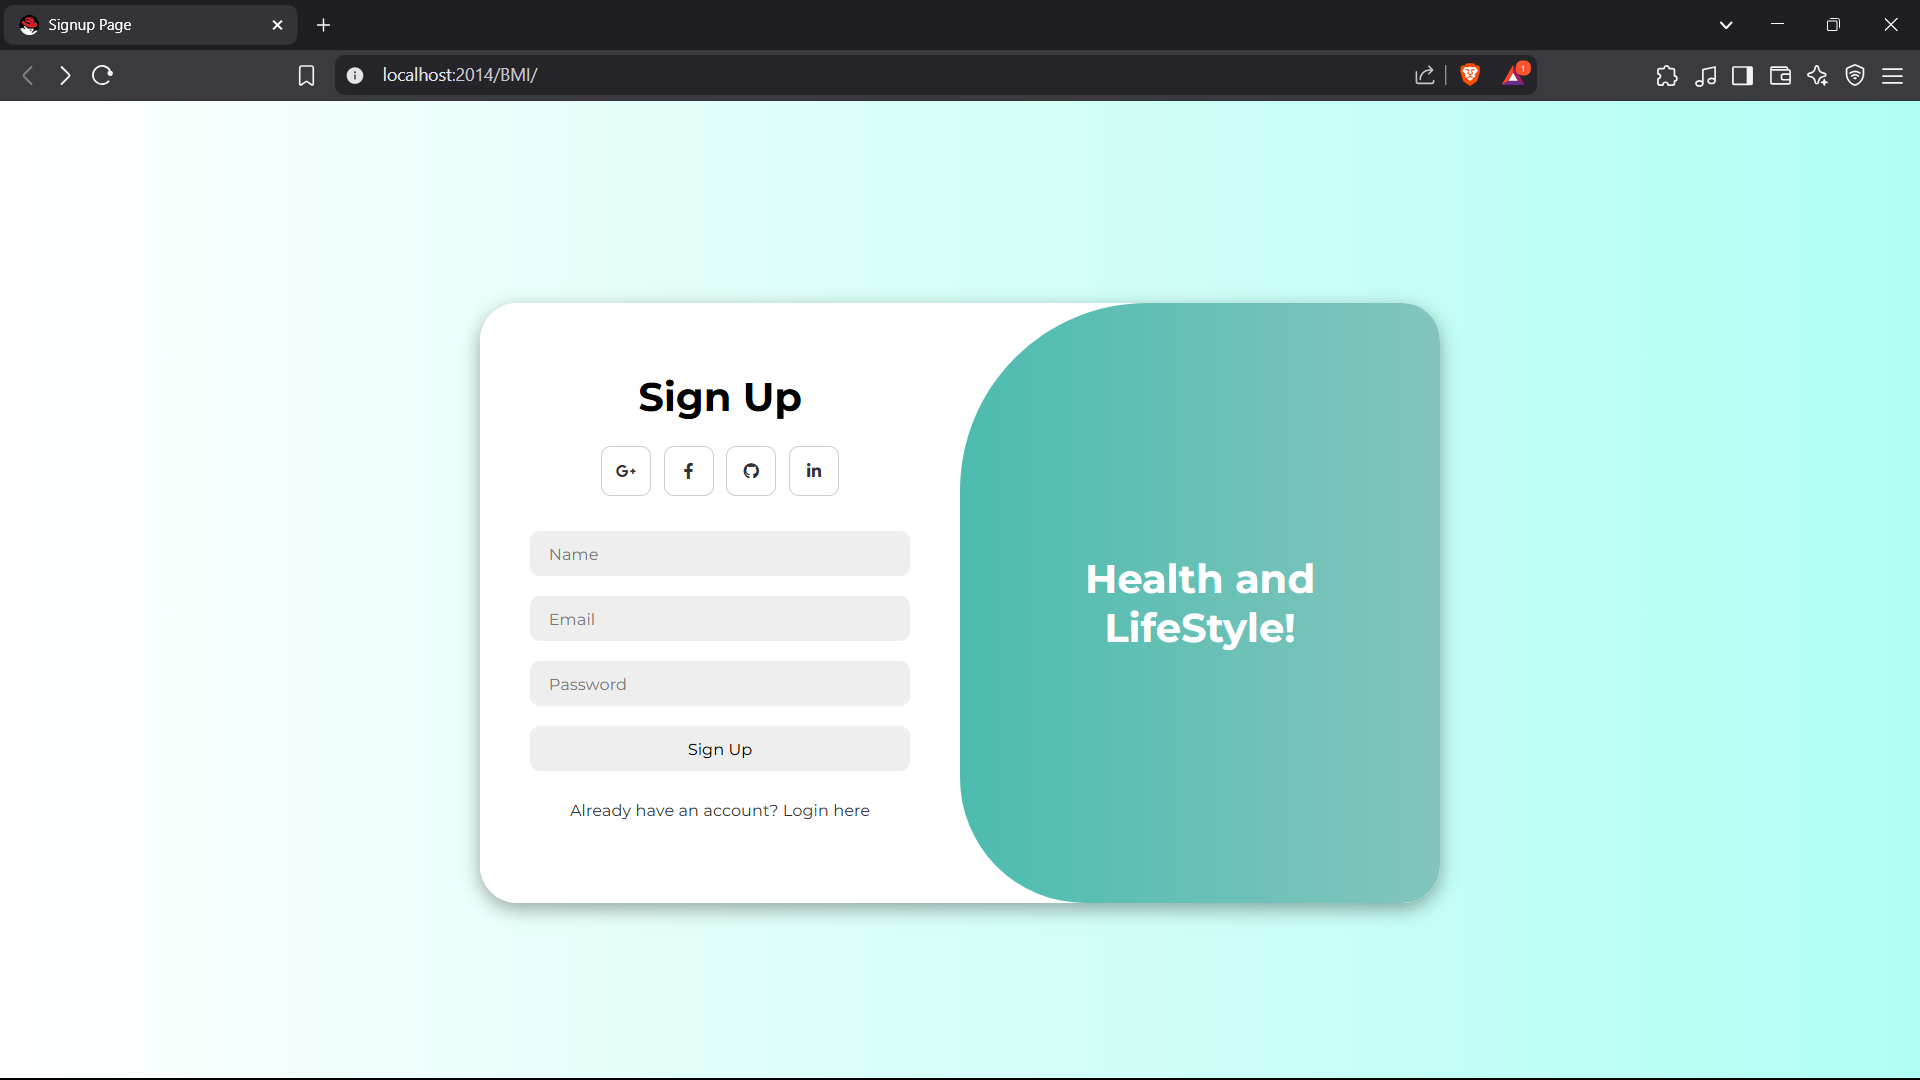 Signup Page
localhost:2014/BMI/
1
Sign Up
G+
f
in
Name
Email
Password
Sign Up
Already have an account? Login here
Health and
LifeStyle!